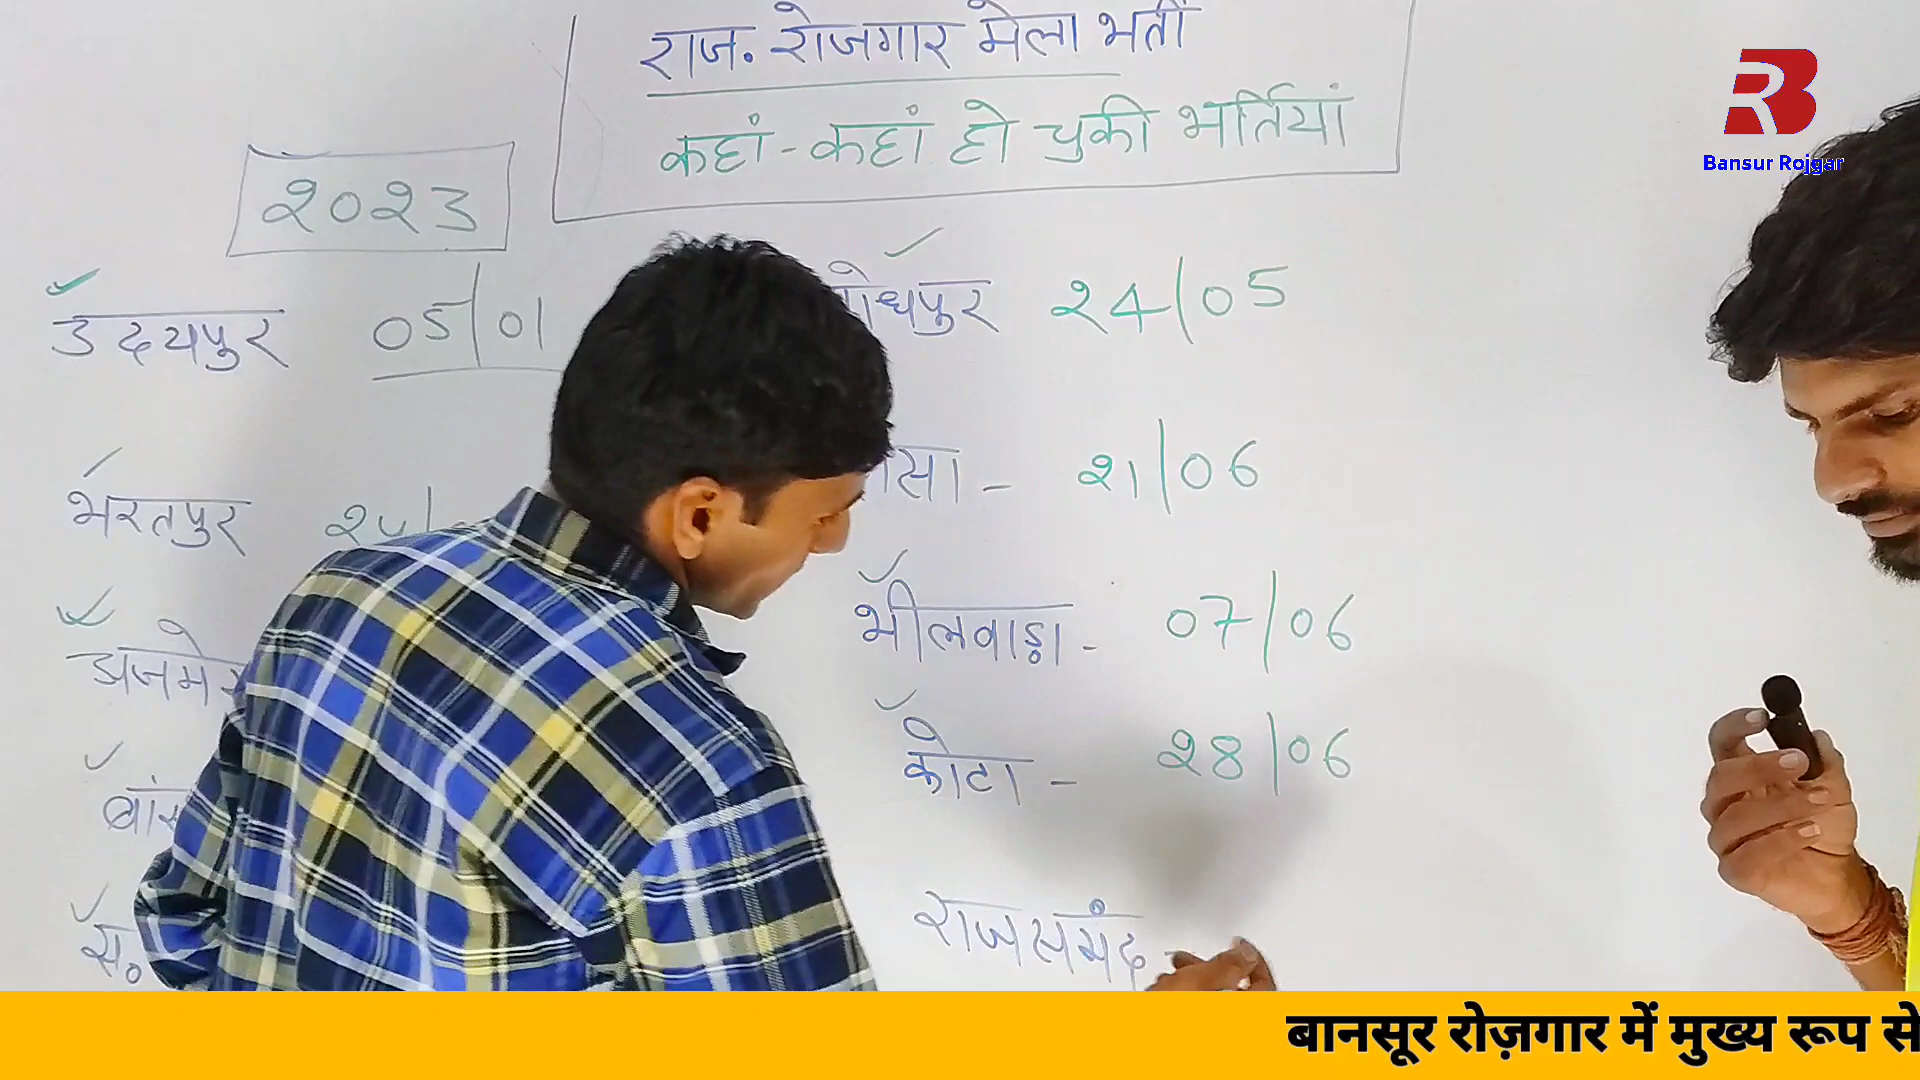 राज. रोजगार मेला भर्ती
कहां-कहां हो चुकी भर्तियां
2023
Bansur Rojgar
उदयपुर 05/01
भरतपुर
स०
24/05
21/06
भीलवाड़ा - 07/06
कोटा - 28/06
राजसमंद
बानसूर रोज़गार में मुख्य रूप से